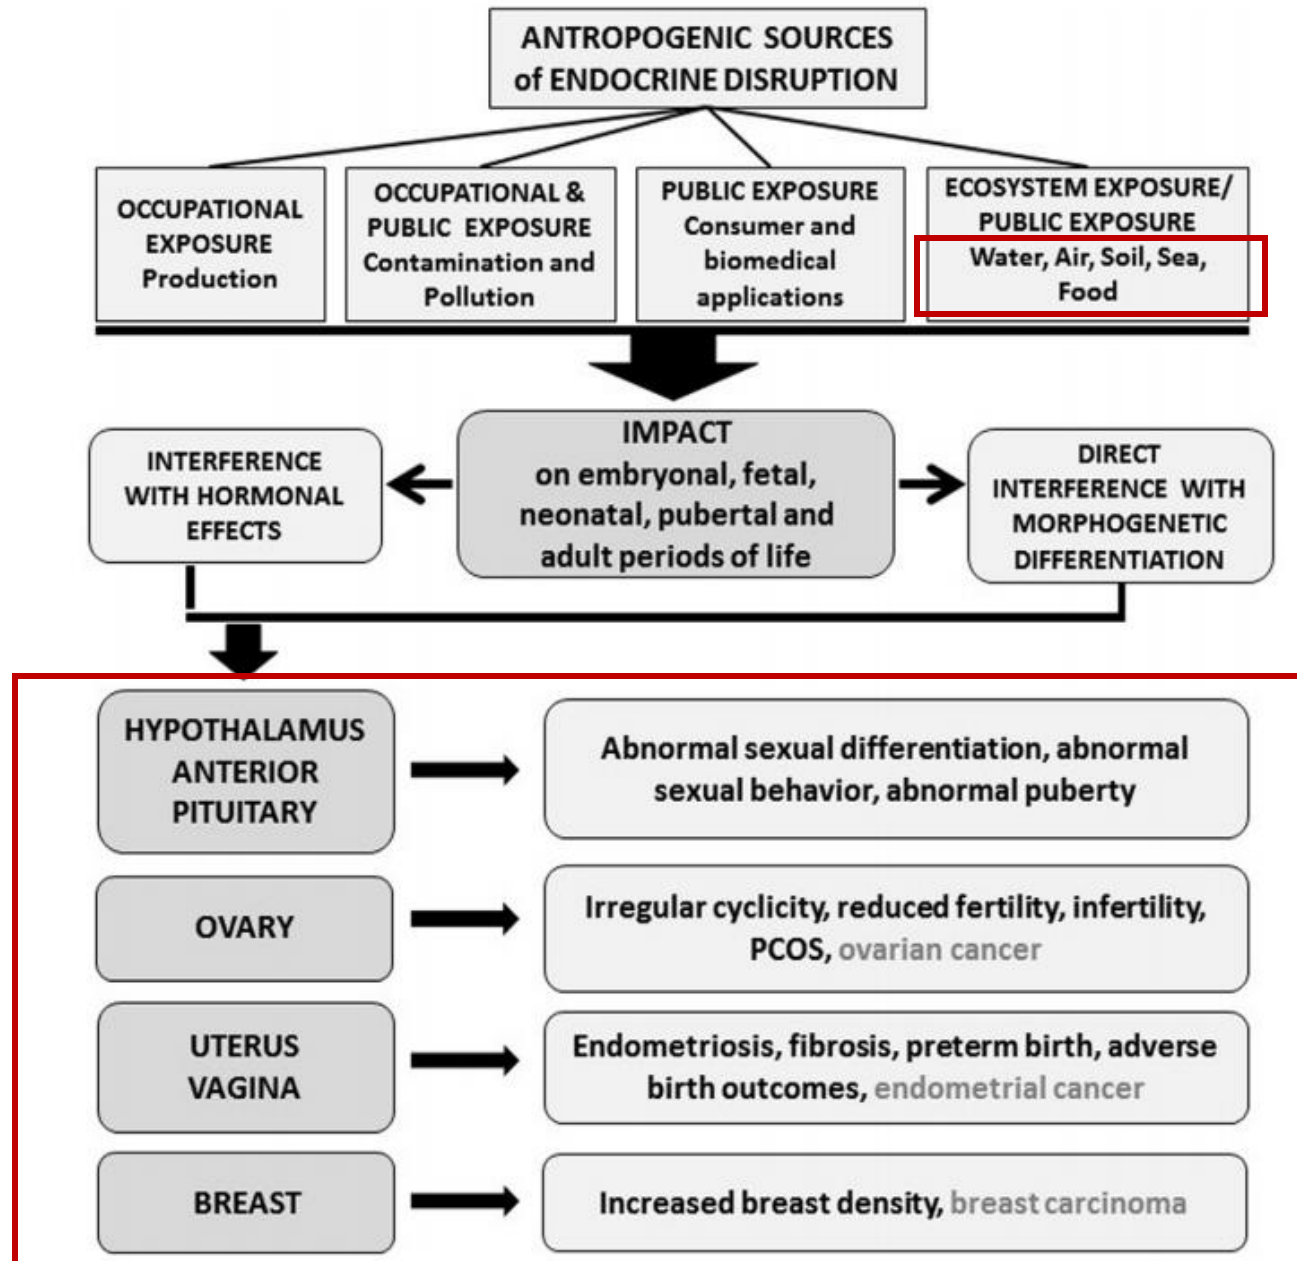 ANTROPOGENIC SOURCES
of ENDOCRINE DISRUPTION
OCCUPATIONAL
EXPOSURE
Production
OCCUPATIONAL &
PUBLIC EXPOSURE
Contamination and
Pollution
PUBLIC EXPOSURE
Consumer and
biomedical
applications
ECOSYSTEM EXPOSURE/
PUBLIC EXPOSURE
Water, Air, Soil, Sea,
Food
INTERFERENCE
WITH HORMONAL
EFFECTS
IMPACT
on embryonal, fetal,
neonatal, pubertal and
adult periods of life
DIRECT
INTERFERENCE WITH
MORPHOGENETIC
DIFFERENTIATION
HYPOTHALAMUS
ANTERIOR
PITUITARY
Abnormal sexual differentiation, abnormal
sexual behavior, abnormal puberty
OVARY
Irregular cyclicity, reduced fertility, infertility,
PCOS, ovarian cancer
UTERUS
VAGINA
Endometriosis, fibrosis, preterm birth, adverse
birth outcomes, endometrial cancer
BREAST
Increased breast density, breast carcinoma